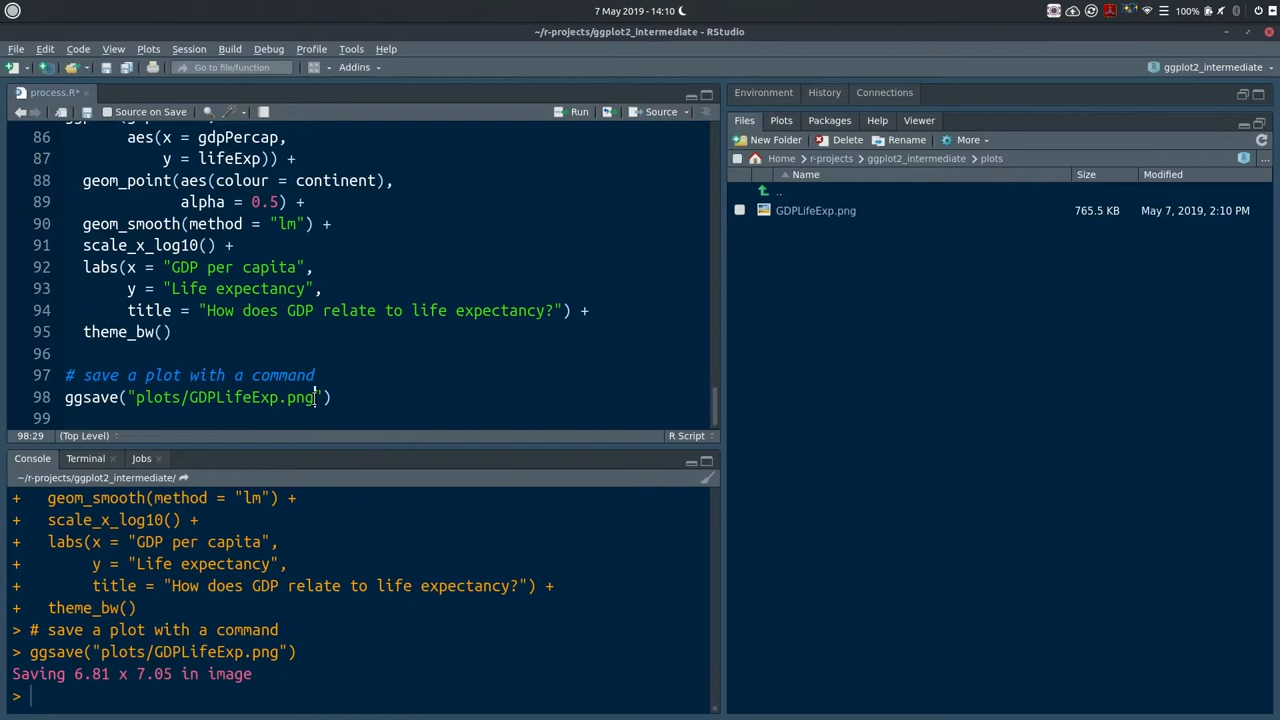 7 May 2019 - 14:10
100%
~/r-projects/ggplot2_intermediate - RStudio
File Edit Code View Plots Session Build Debug Profile Tools Help
Go to file/function
Addins
ggplot2_intermediate
process.R*
Source on Save
Run
Source
86 aes(x = gdpPercap,
87 y = lifeExp)) +
88 geom_point(aes(colour = continent),
89 alpha = 0.5) +
90 geom_smooth(method = "lm") +
91 scale_x_log10() +
92 labs(x = "GDP per capita",
93 y = "Life expectancy",
94 title = "How does GDP relate to life expectancy?") +
95 theme_bw()
96
97 # save a plot with a command
98 ggsave("plots/GDPLifeExp.png")
99
98:29 (Top Level) R Script
Console Terminal Jobs
~/r-projects/ggplot2_intermediate/
+ geom_smooth(method = "lm") +
+ scale_x_log10() +
+ labs(x = "GDP per capita",
+ y = "Life expectancy",
+ title = "How does GDP relate to life expectancy?") +
+ theme_bw()
> # save a plot with a command
> ggsave("plots/GDPLifeExp.png")
Saving 6.81 x 7.05 in image
>
Environment History Connections
Files Plots Packages Help Viewer
New Folder Delete Rename More
Home r-projects ggplot2_intermediate plots ...
Name Size Modified
..
GDPLifeExp.png 765.5 KB May 7, 2019, 2:10 PM